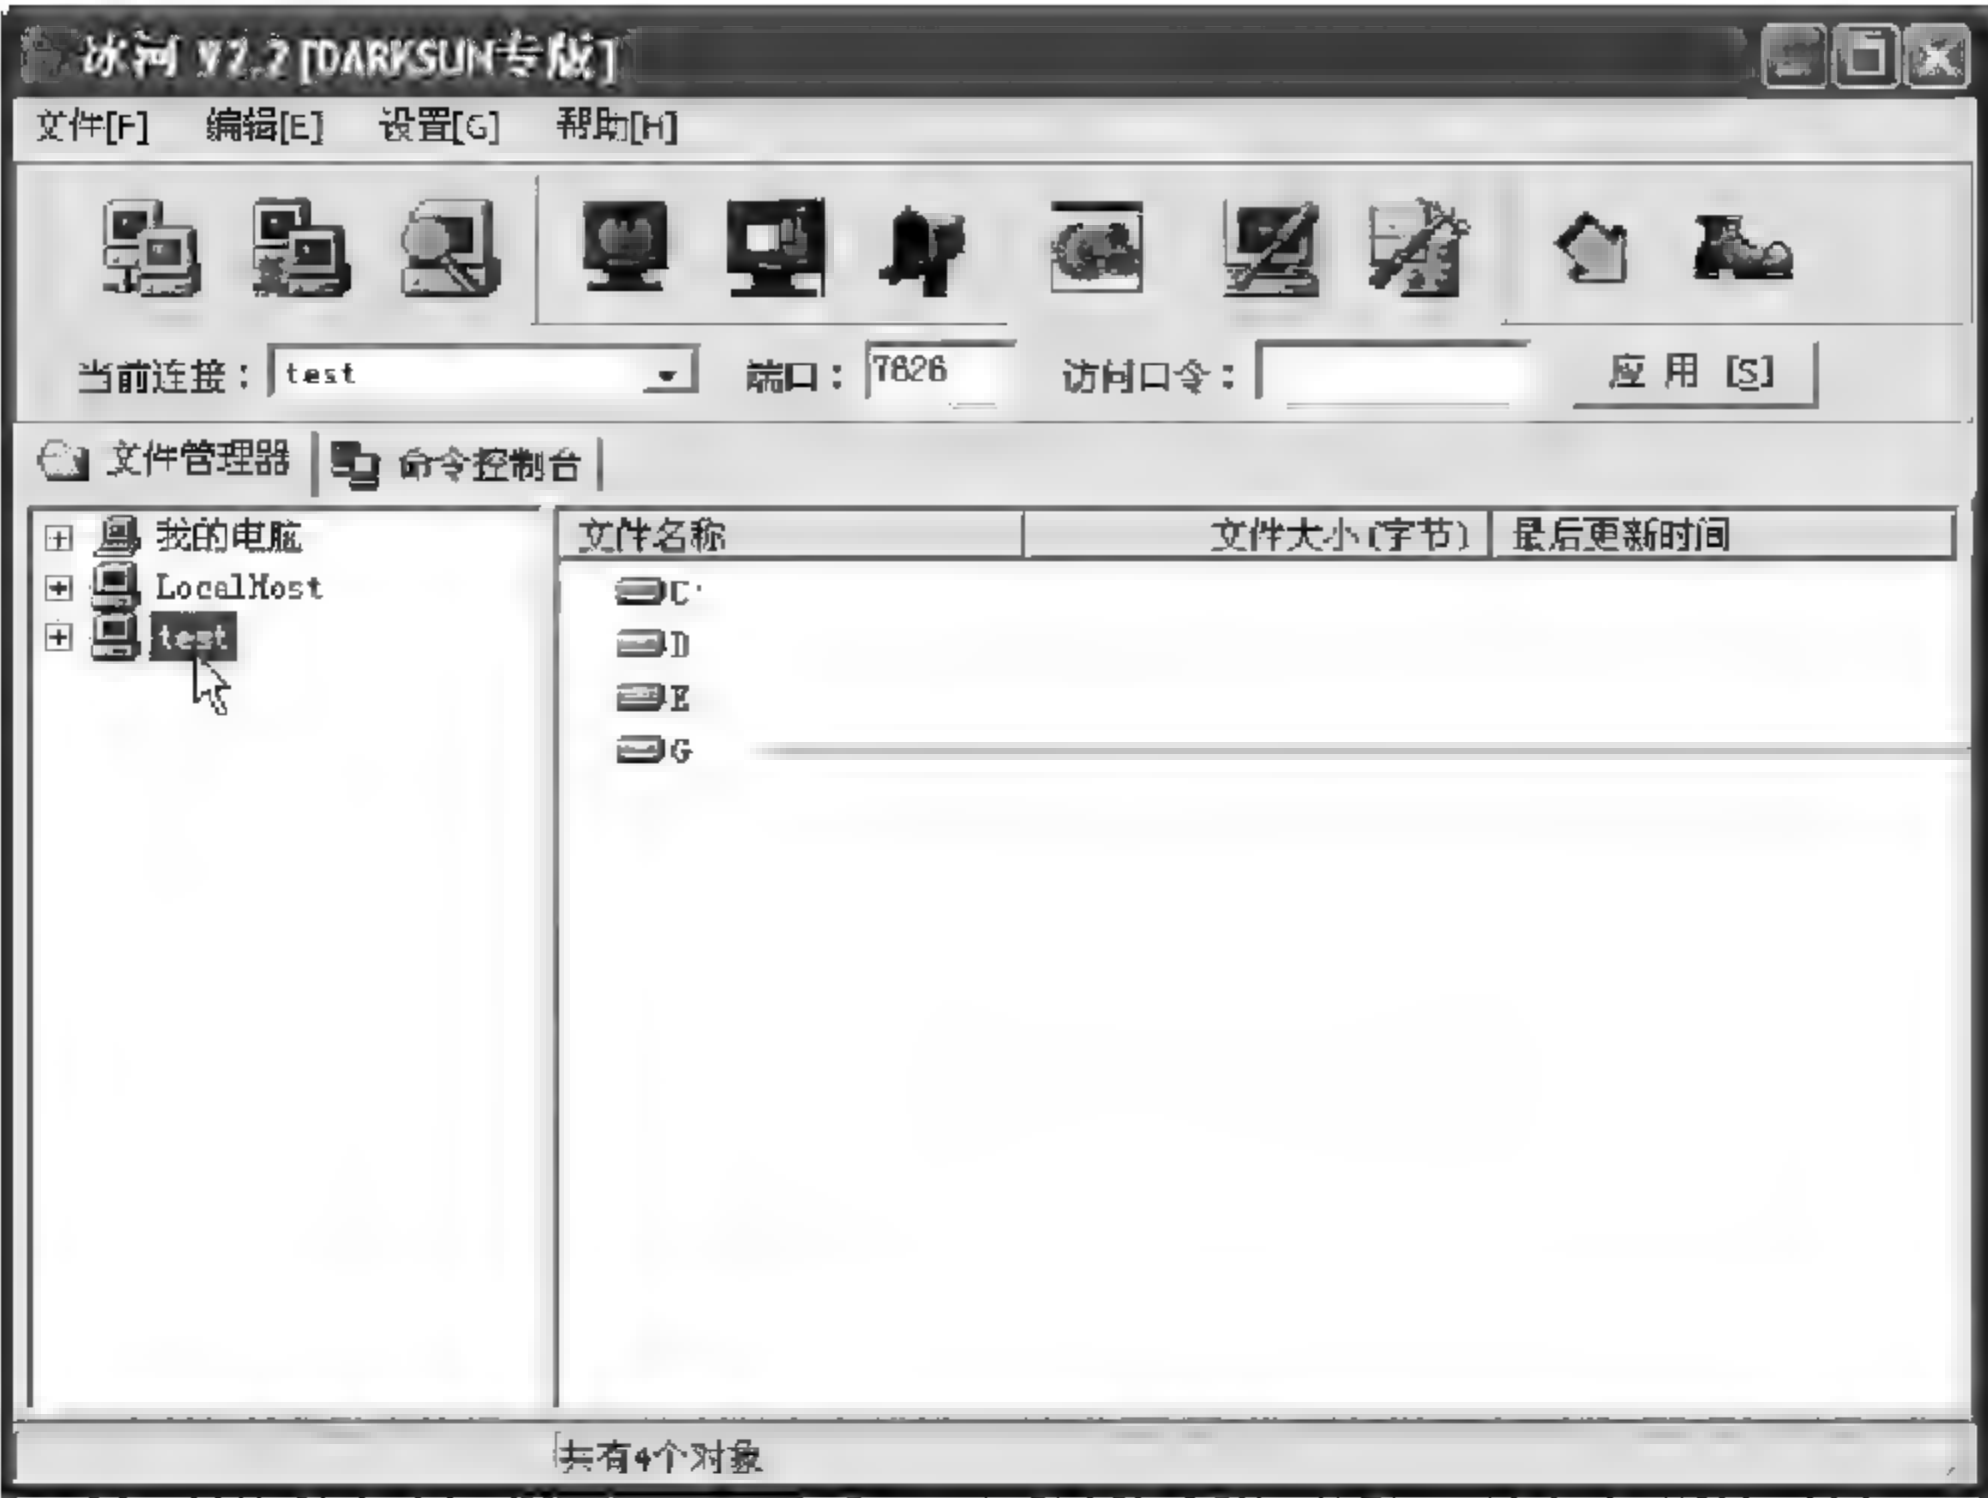 冰河 V2.2 [DARKSUN专版]
文件[F] 编辑[E] 设置[G] 帮助[H]
当前连接： test 端口： 7626 访问口令： 应 用 [S]
文件管理器 命令控制台
我的电脑
LocalHost
test
文件名称 文件大小(字节) 最后更新时间
C
D
E
G
共有4个对象